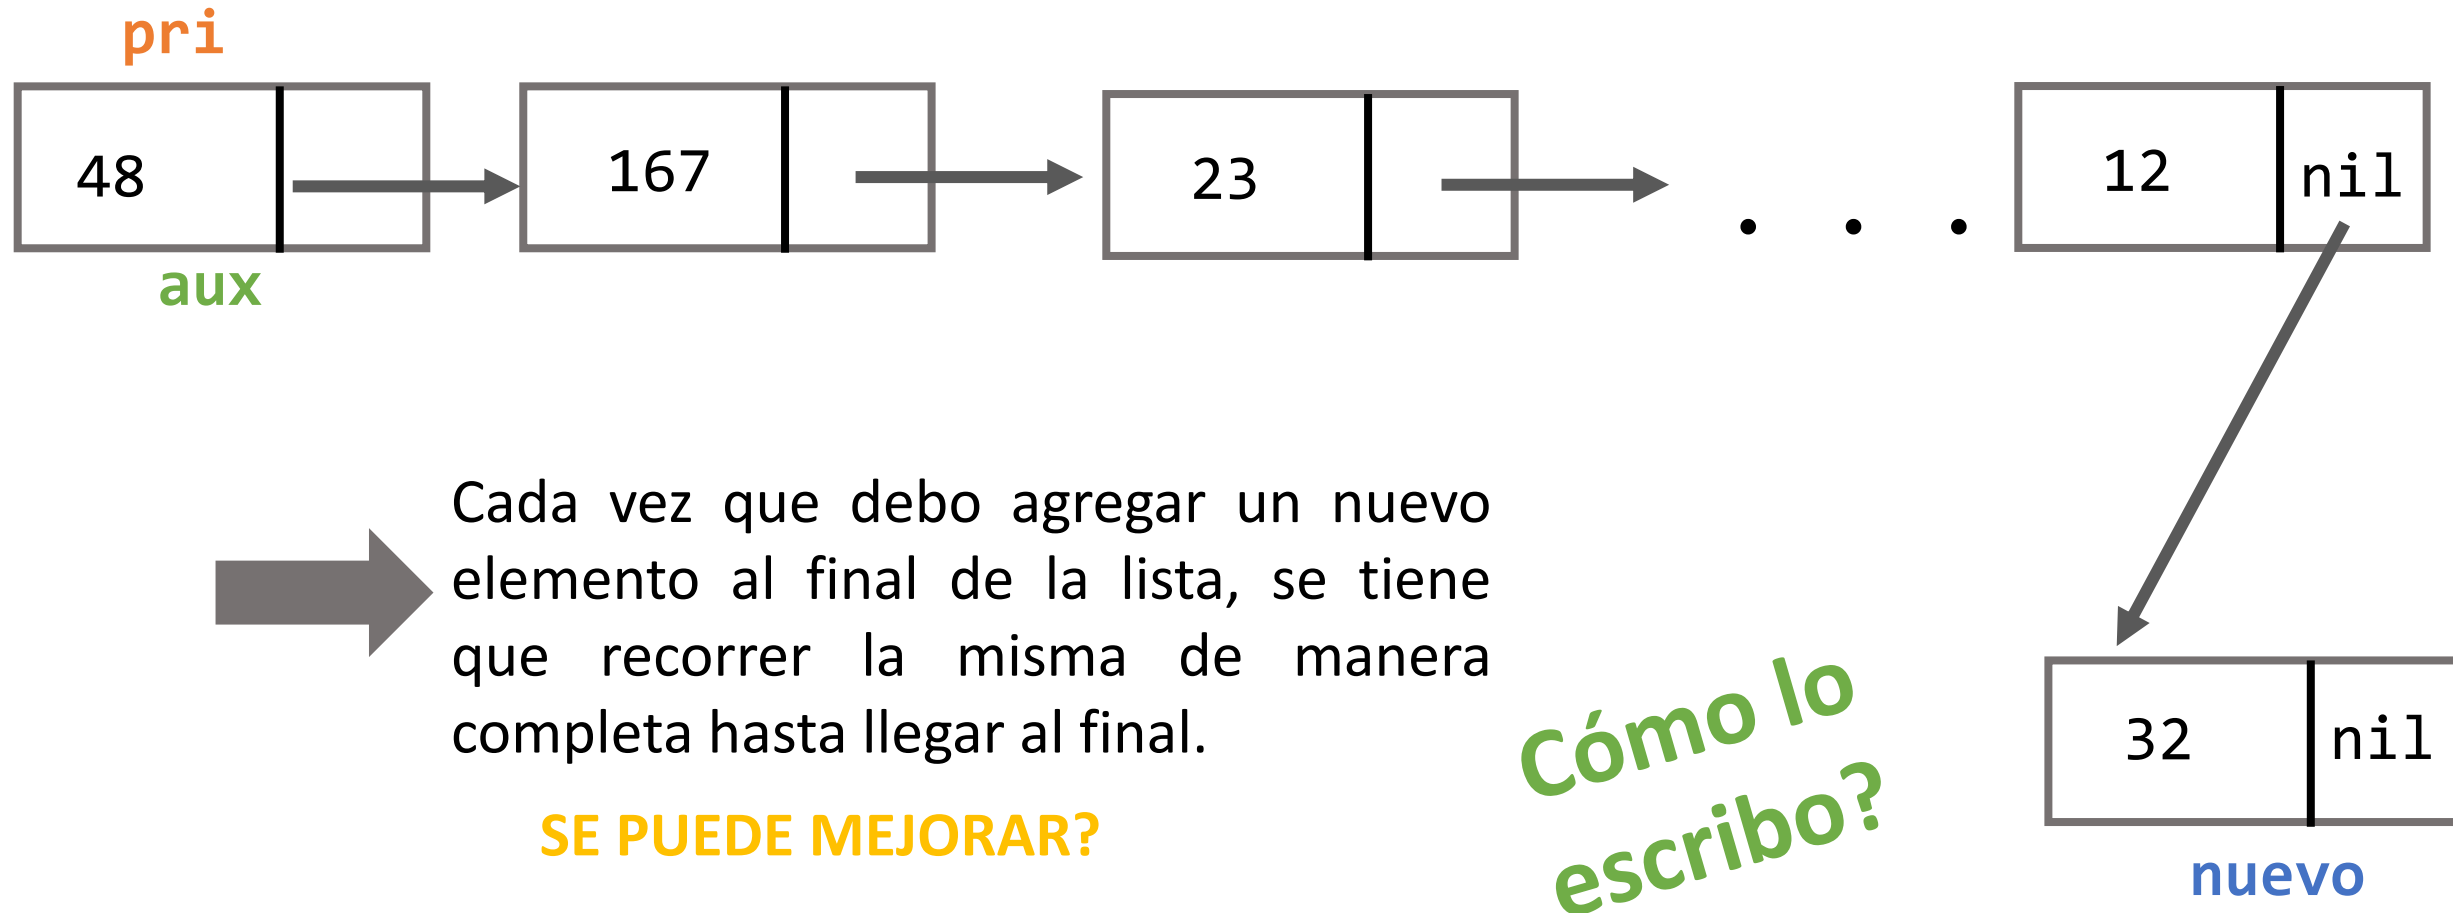 pri
48
167
23
. . .
12
nil
aux
Cada vez que debo agregar un nuevo
elemento al final de la lista, se tiene
que recorrer la misma de manera
completa hasta llegar al final.
SE PUEDE MEJORAR?
Cómo lo
escribo?
32
nil
nuevo